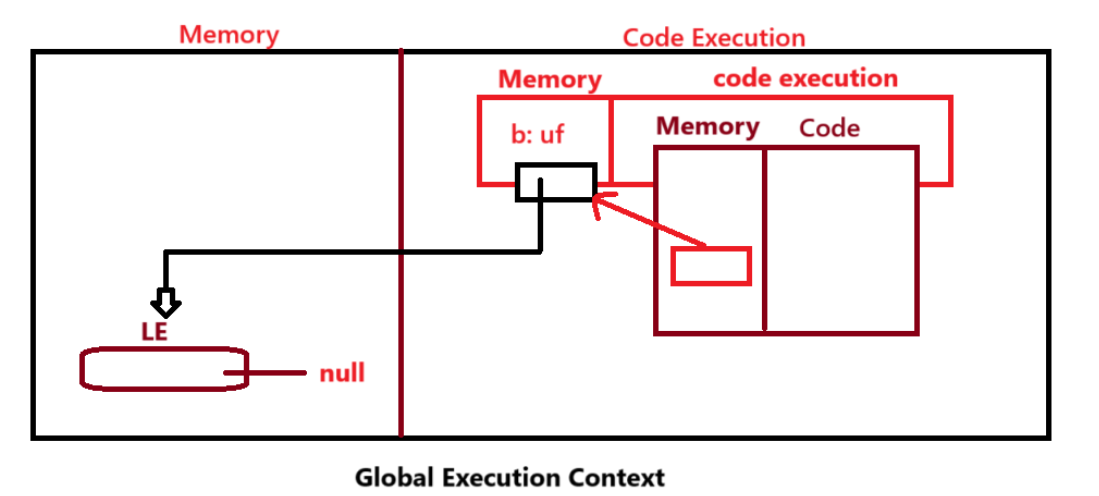 Memory
Code Execution
Memory
code execution
b: uf
Memory
Code
LE
null
Global Execution Context